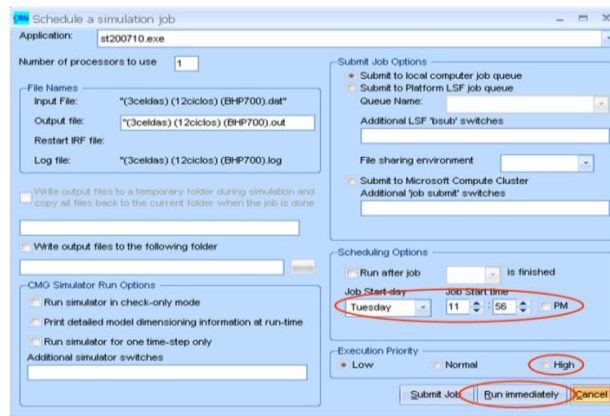 CMG Schedule a simulation job
Application: st200710.exe
Number of processors to use 1
File Names
Input File: "(3celdas) (12ciclos) (BHP700).dat"
Output file: "(3celdas) (12ciclos) (BHP700).out
Restart IRF file:
Log file: "(3celdas) (12ciclos) (BHP700).log
Write output files to a temporary folder during simulation and
copy all files back to the current folder when the job is done
Write output files to the following folder
CMG Simulator Run Options
Run simulator in check-only mode
Print detailed model dimensioning information at run-time
Run simulator for one time-step only
Additional simulator switches
Submit Job Options
Submit to local computer job queue
Submit to Platform LSF job queue
Queue Name:
Additional LSF 'bsub' switches
File sharing environment
Submit to Microsoft Compute Cluster
Additional 'job submit' switches
Scheduling Options
Run after job is finished
Job Start day Job Start time
Tuesday 11 : 56 PM
Execution Priority
Low Normal High
Submit Job Run immediately Cancel